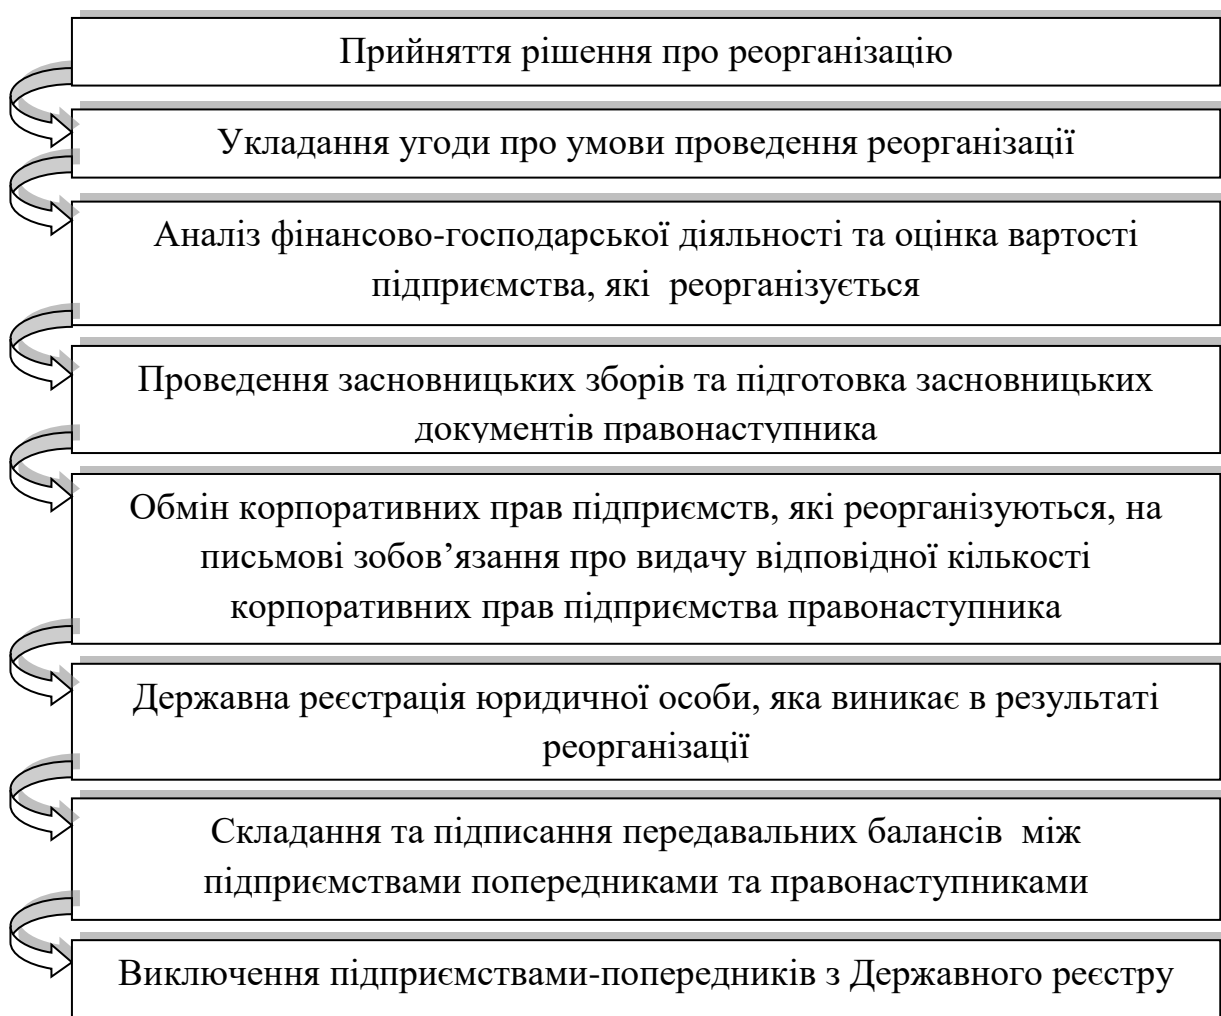 Прийняття рішення про реорганізацію
Укладання угоди про умови проведення реорганізації
Аналіз фінансово-господарської діяльності та оцінка вартості
підприємства, які реорганізується
Проведення засновницьких зборів та підготовка засновницьких
документів правонаступника
Обмін корпоративних прав підприємств, які реорганізуються, на
письмові зобов’язання про видачу відповідної кількості
корпоративних прав підприємства правонаступника
Державна реєстрація юридичної особи, яка виникає в результаті
реорганізації
Складання та підписання передавальних балансів між
підприємствами попередниками та правонаступниками
Виключення підприємствами-попередників з Державного реєстру